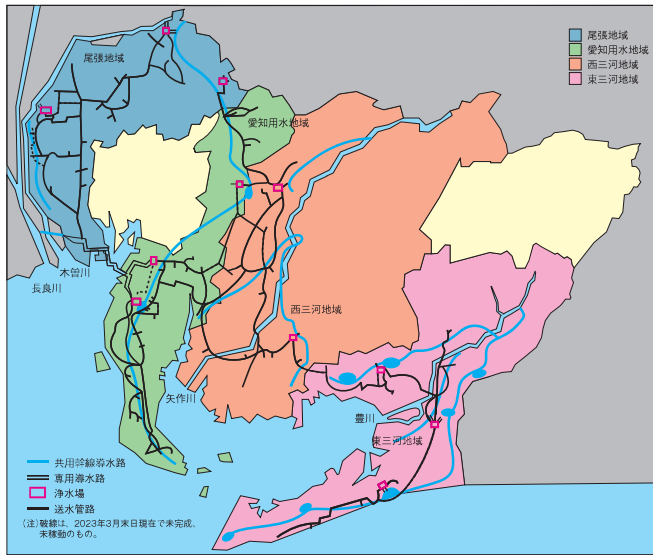 尾張地域
尾張地域
愛知用水地域
西三河地域
東三河地域
愛知用水地域
木曽川
長良川
西三河地域
矢作川
豊川
東三河地域
共用幹線導水路
専用導水路
浄水場
送水管路
(注)破線は、2023年3月末日現在で未完成、
未稼動のもの。